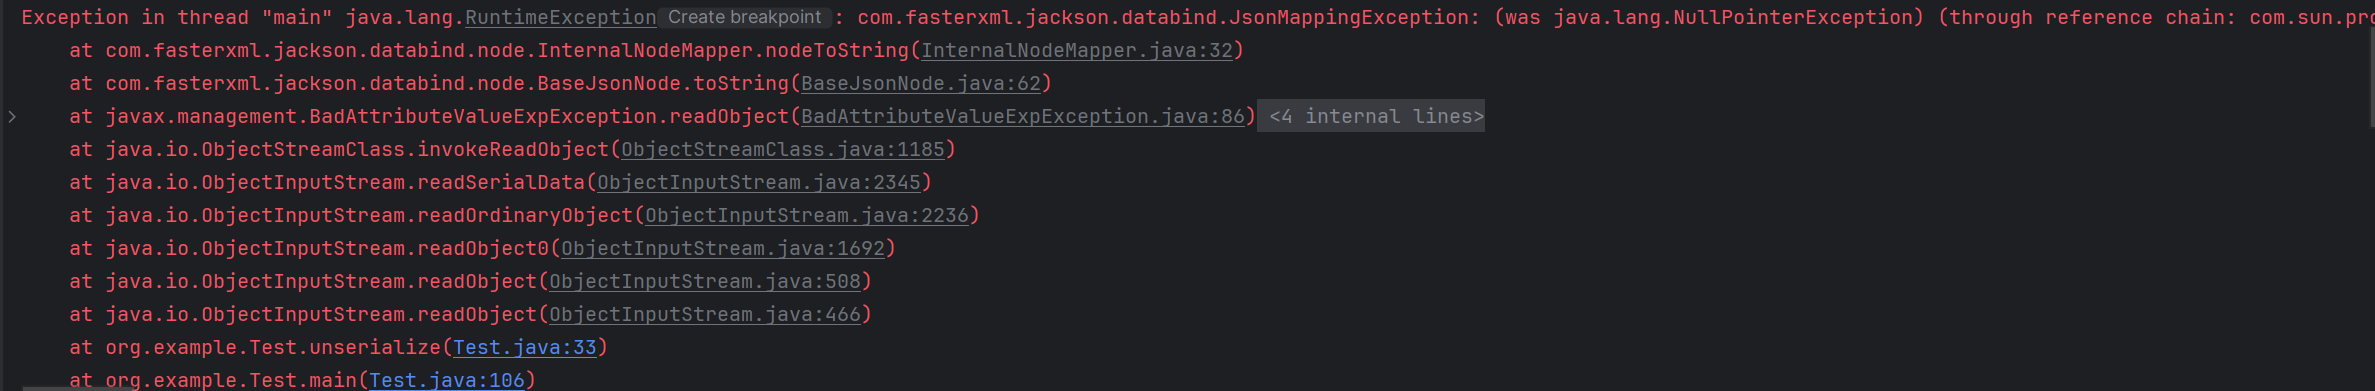 Exception in thread "main" java.lang.RuntimeException Create breakpoint : com.fasterxml.jackson.databind.JsonMappingException: (was java.lang.NullPointerException) (through reference chain: com.sun.pro
at com.fasterxml.jackson.databind.node.InternalNodeMapper.nodeToString(InternalNodeMapper.java:32)
at com.fasterxml.jackson.databind.node.BaseJsonNode.toString(BaseJsonNode.java:62)
at javax.management.BadAttributeValueExpException.readObject(BadAttributeValueExpException.java:86) <4 internal lines>
at java.io.ObjectStreamClass.invokeReadObject(ObjectStreamClass.java:1185)
at java.io.ObjectInputStream.readSerialData(ObjectInputStream.java:2345)
at java.io.ObjectInputStream.readOrdinaryObject(ObjectInputStream.java:2236)
at java.io.ObjectInputStream.readObject0(ObjectInputStream.java:1692)
at java.io.ObjectInputStream.readObject(ObjectInputStream.java:508)
at java.io.ObjectInputStream.readObject(ObjectInputStream.java:466)
at org.example.Test.unserialize(Test.java:33)
at org.example.Test.main(Test.java:106)